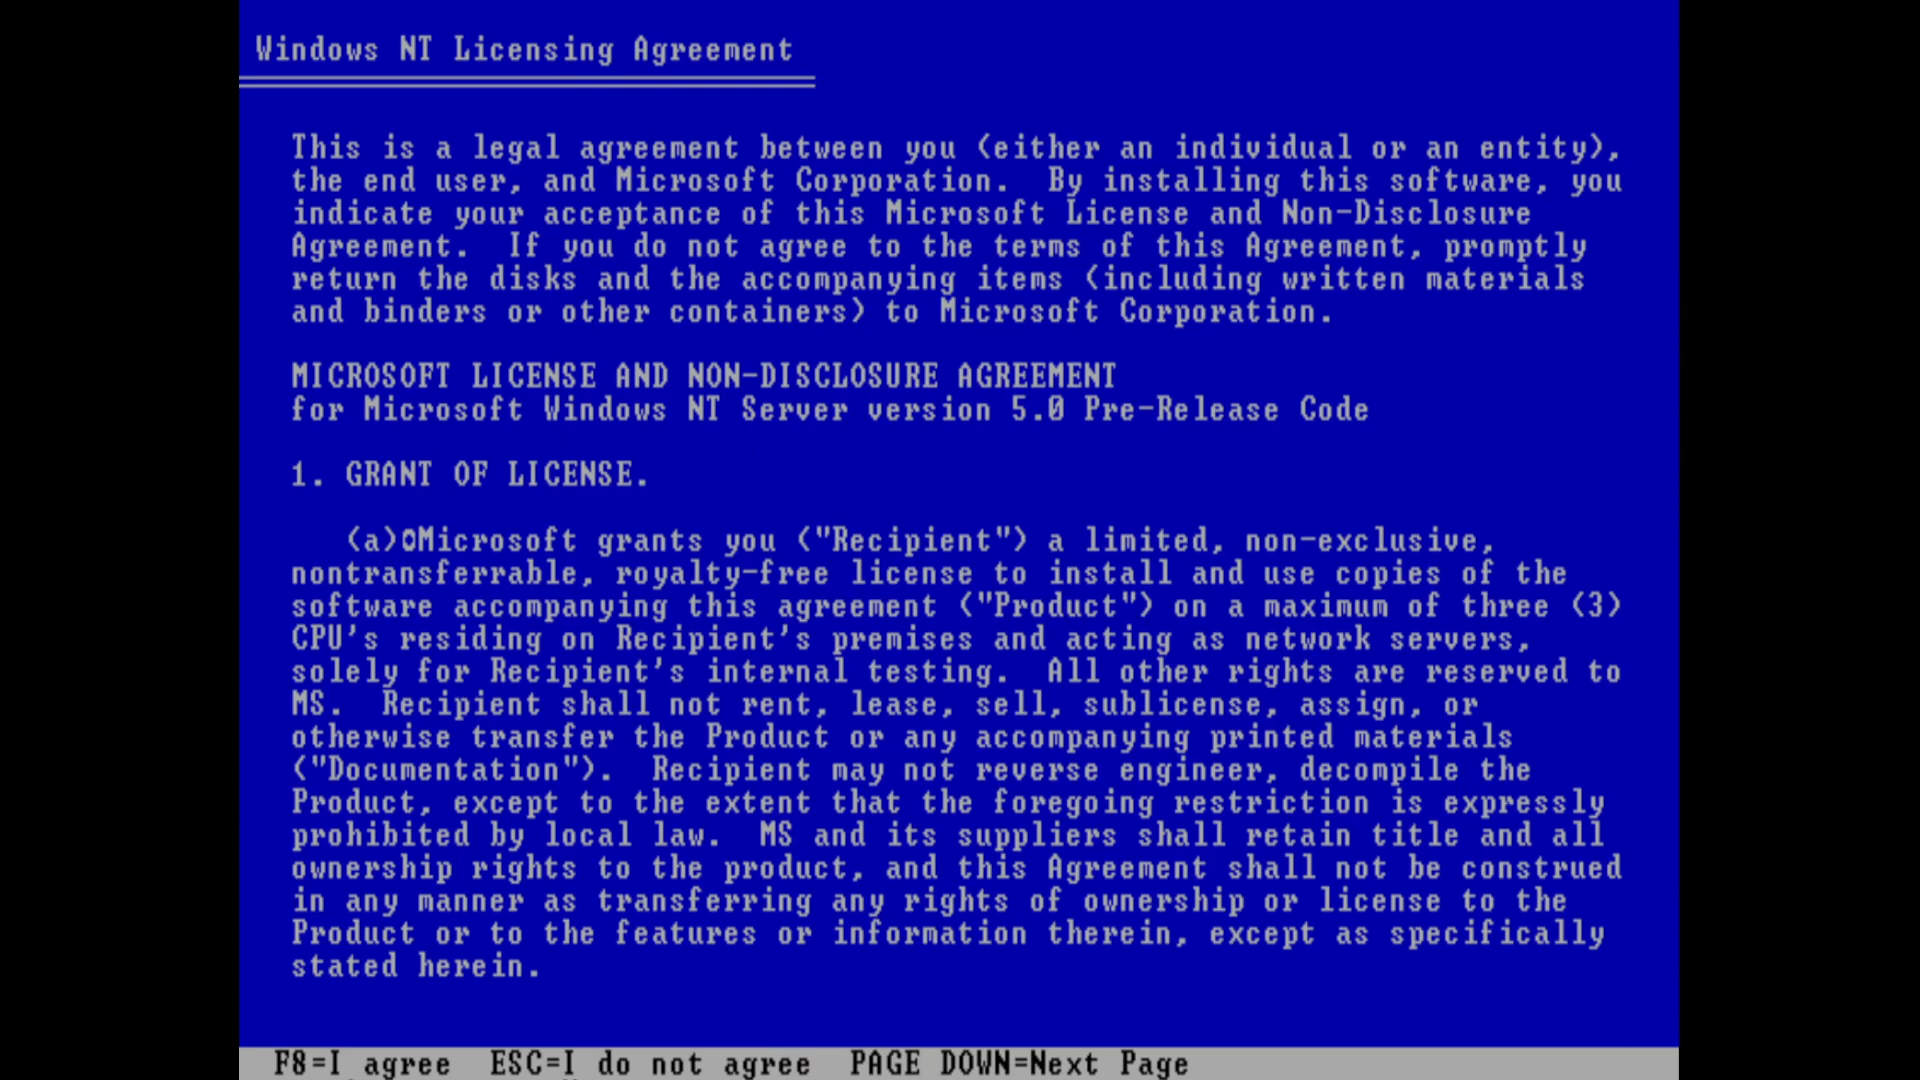 Windows NT Licensing Agreement
This is a legal agreement between you (either an individual or an entity),
the end user, and Microsoft Corporation.  By installing this software, you
indicate your acceptance of this Microsoft License and Non-Disclosure
Agreement.  If you do not agree to the terms of this Agreement, promptly
return the disks and the accompanying items (including written materials
and binders or other containers) to Microsoft Corporation.
MICROSOFT LICENSE AND NON-DISCLOSURE AGREEMENT
for Microsoft Windows NT Server version 5.0 Pre-Release Code
1. GRANT OF LICENSE.
(a)◘Microsoft grants you ("Recipient") a limited, non-exclusive,
nontransferrable, royalty-free license to install and use copies of the
software accompanying this agreement ("Product") on a maximum of three (3)
CPU's residing on Recipient's premises and acting as network servers,
solely for Recipient's internal testing.  All other rights are reserved to
MS.  Recipient shall not rent, lease, sell, sublicense, assign, or
otherwise transfer the Product or any accompanying printed materials
("Documentation").  Recipient may not reverse engineer, decompile the
Product, except to the extent that the foregoing restriction is expressly
prohibited by local law.  MS and its suppliers shall retain title and all
ownership rights to the product, and this Agreement shall not be construed
in any manner as transferring any rights of ownership or license to the
Product or to the features or information therein, except as specifically
stated herein.
F8=I agree  ESC=I do not agree  PAGE DOWN=Next Page